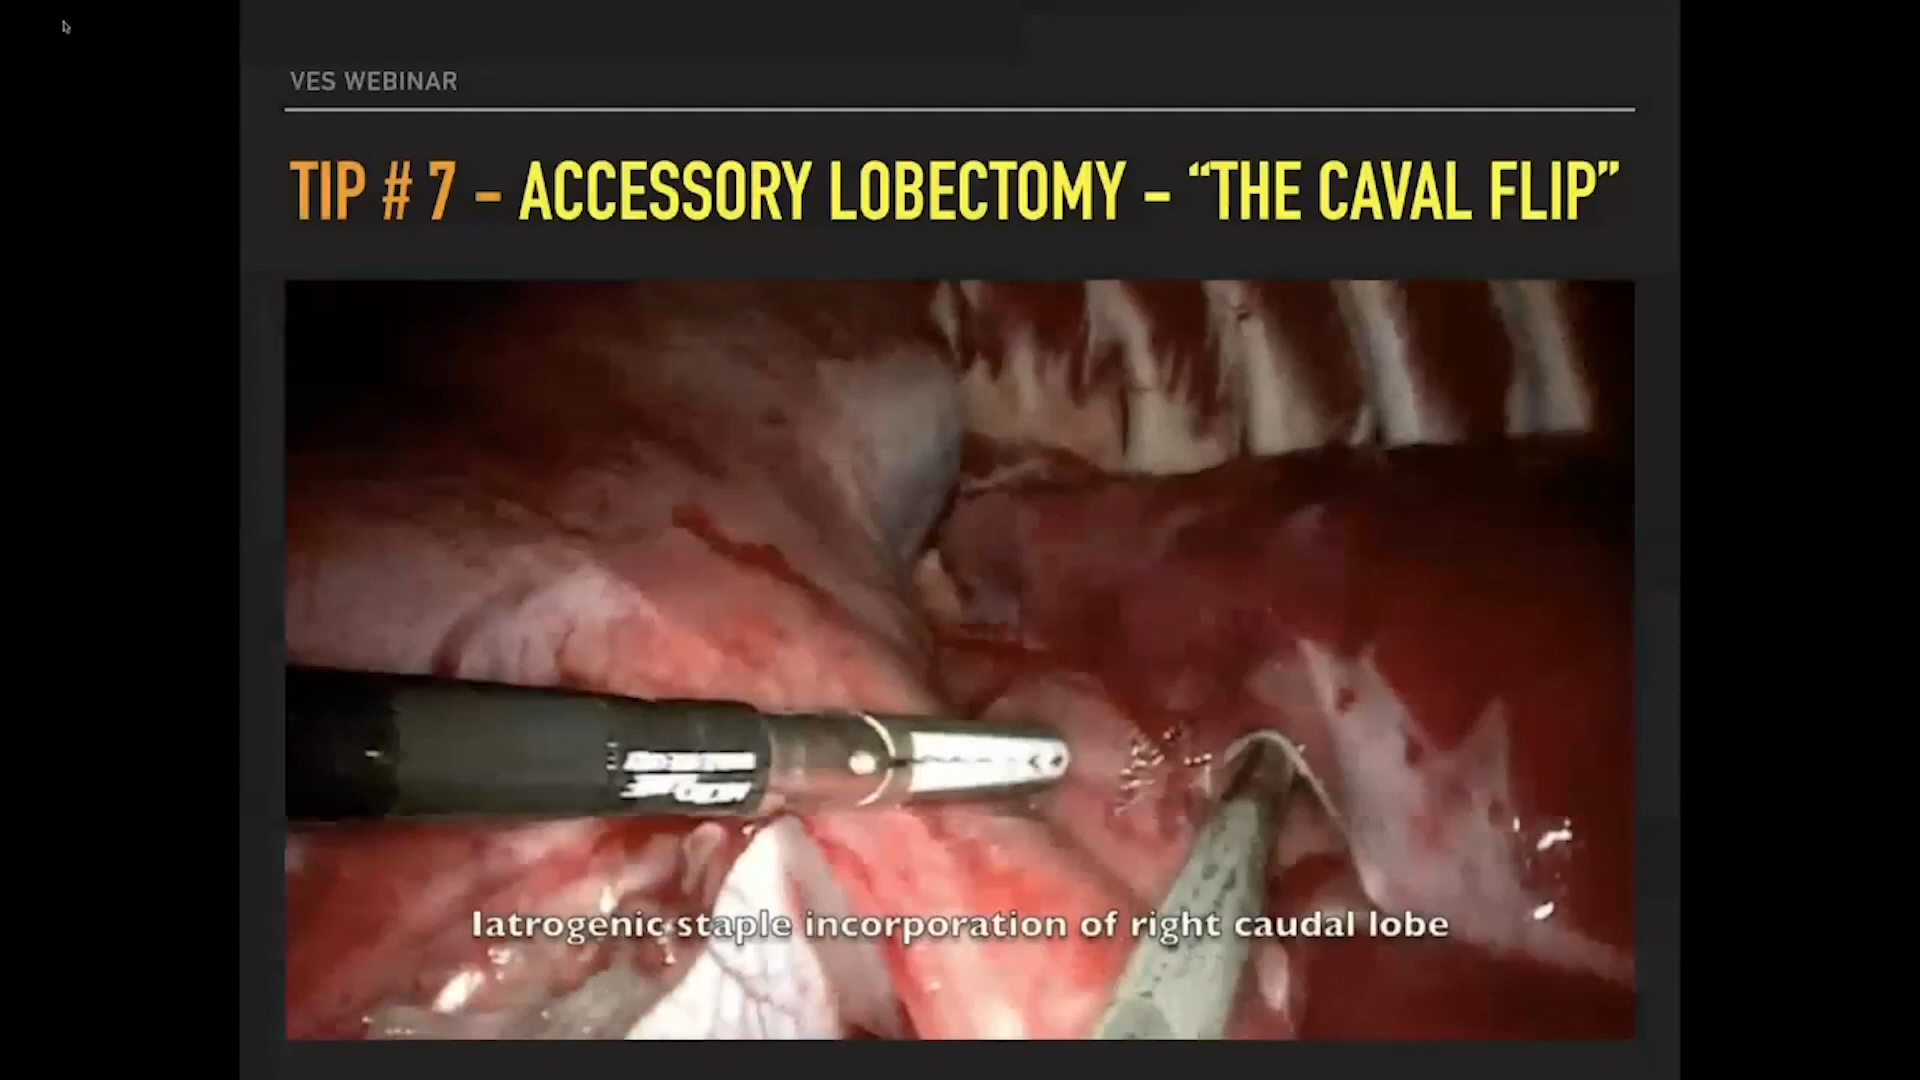 VES WEBINAR
TIP # 7 - ACCESSORY LOBECTOMY - “THE CAVAL FLIP”
Iatrogenic staple incorporation of right caudal lobe